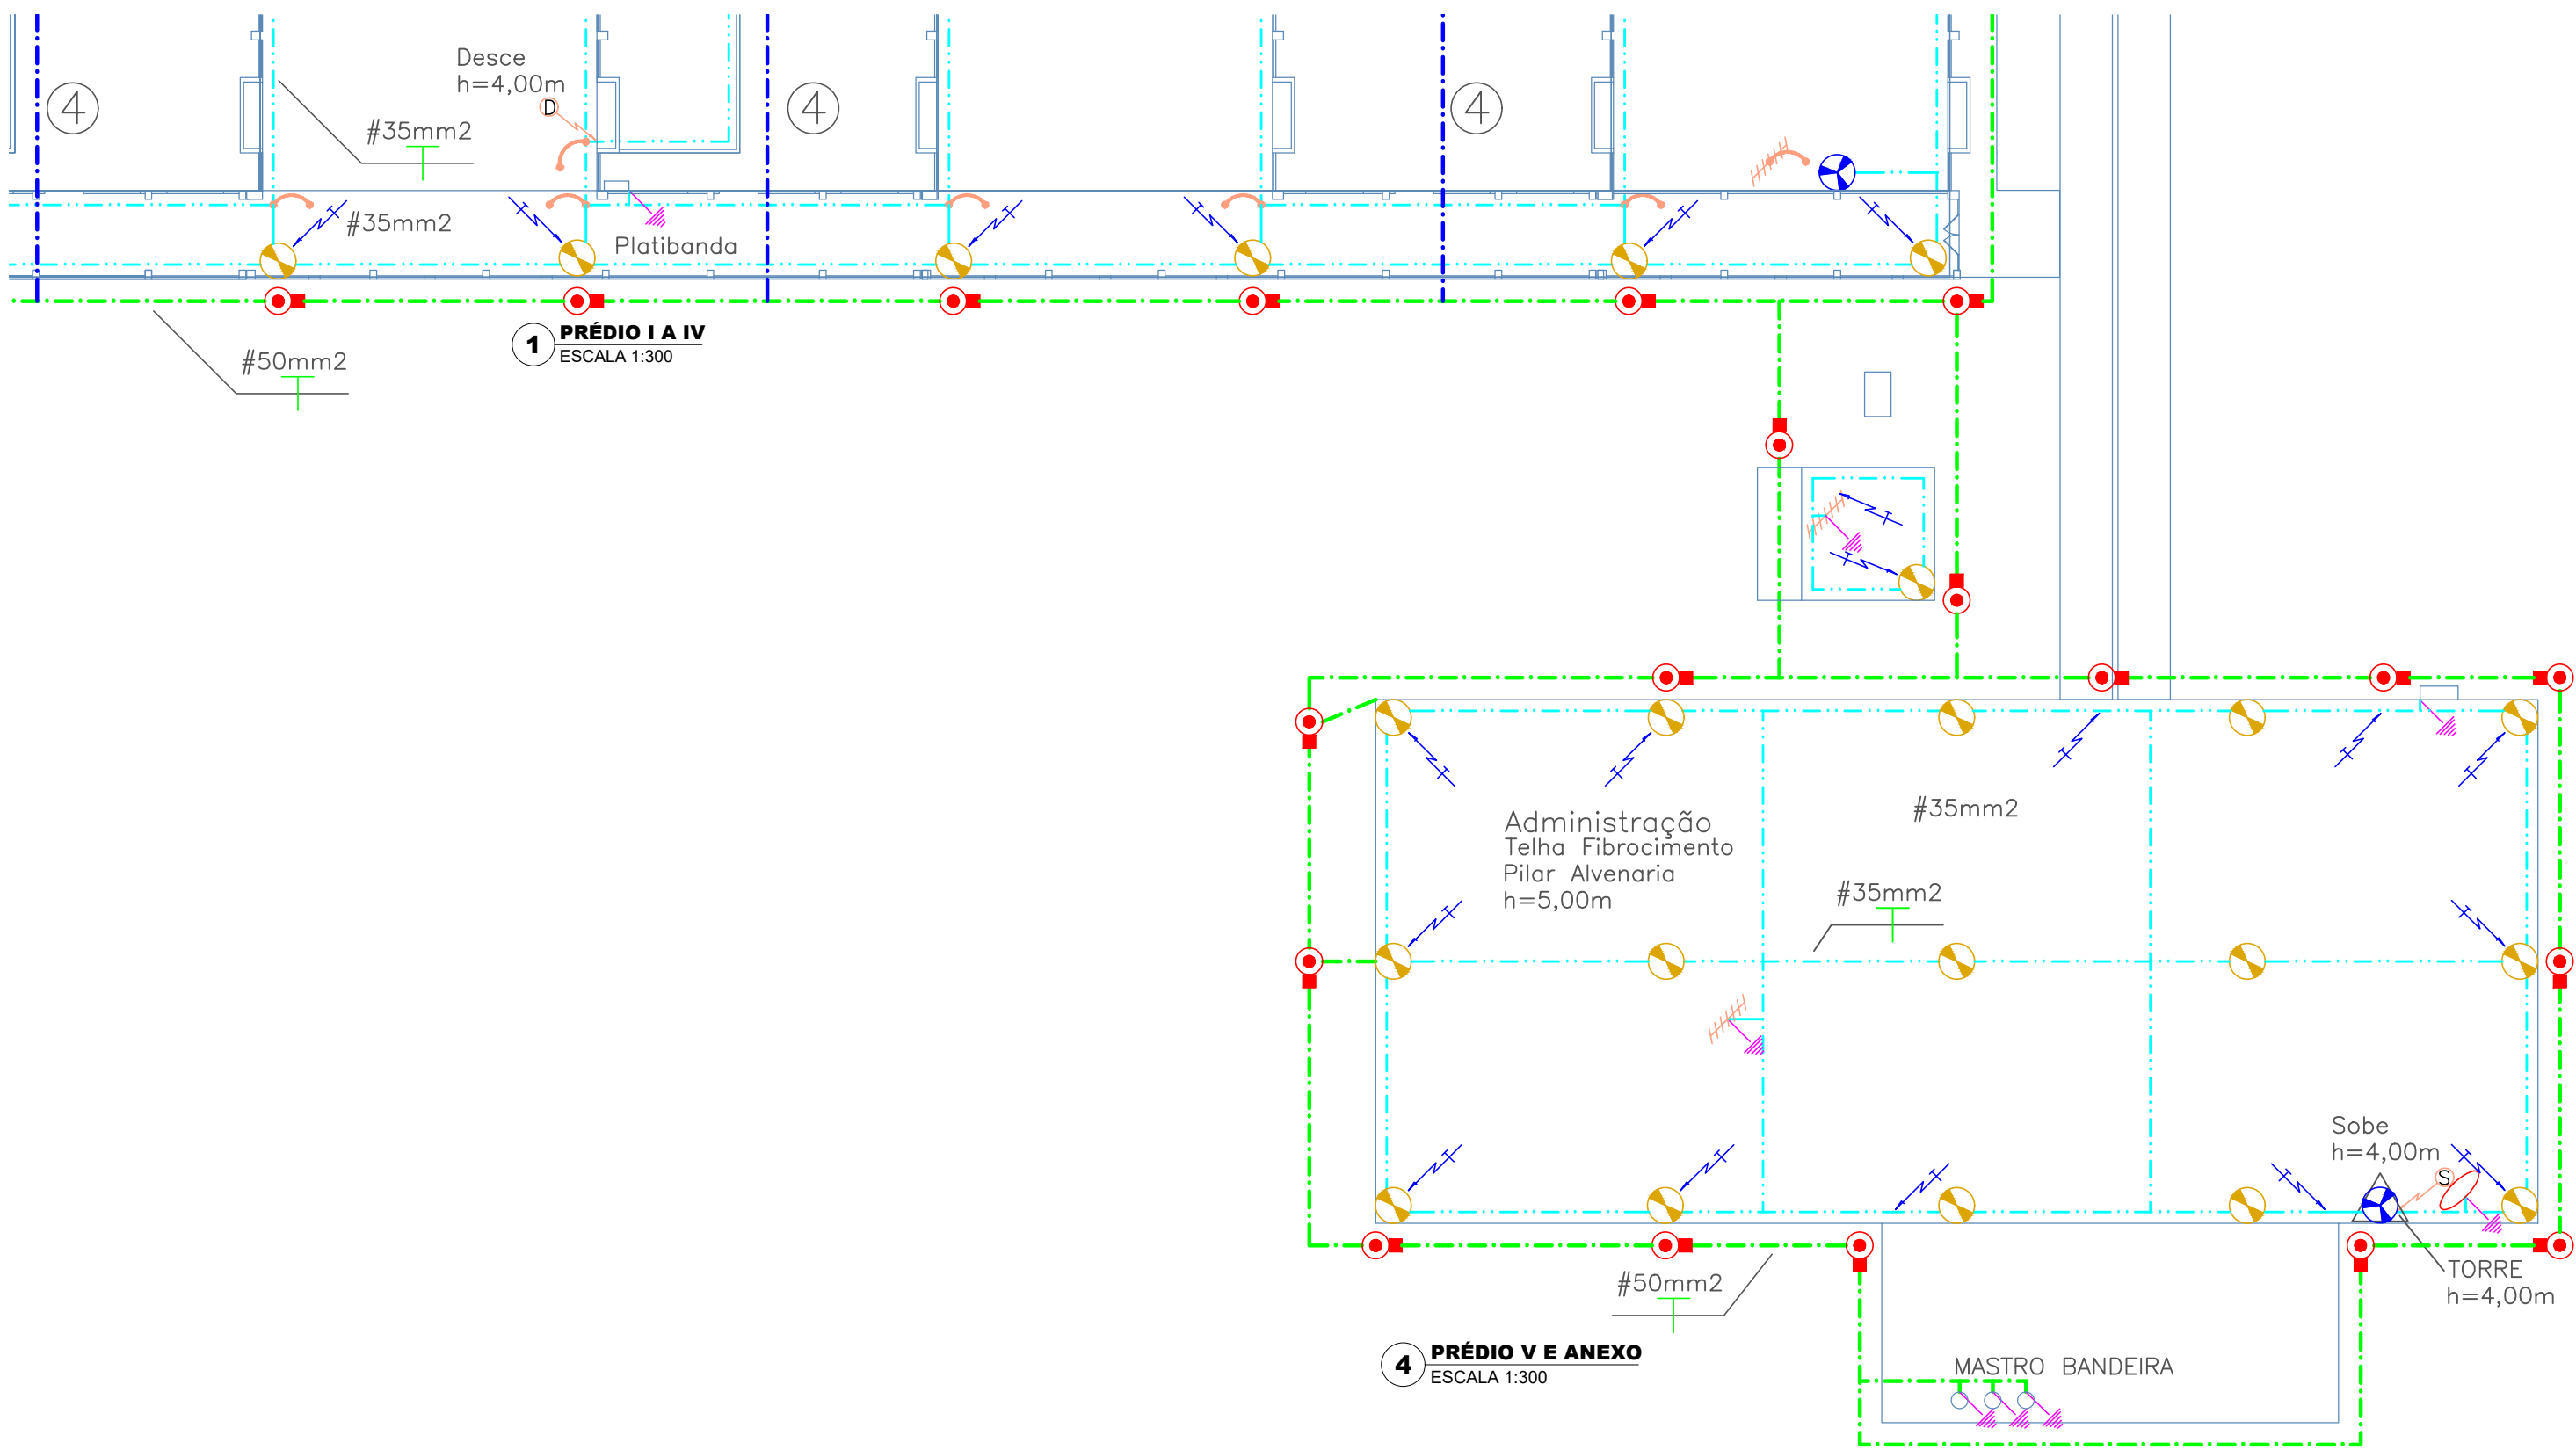 Desce
h=4,00m
D
4
4
4
#35mm2
#35mm2
Platibanda
#50mm2
1
PRÉDIO I A IV
ESCALA 1:300
Administração
Telha Fibrocimento
Pilar Alvenaria
h=5,00m
#35mm2
#35mm2
Sobe
h=4,00m
S
TORRE
h=4,00m
#50mm2
4
PRÉDIO V E ANEXO
ESCALA 1:300
MASTRO BANDEIRA